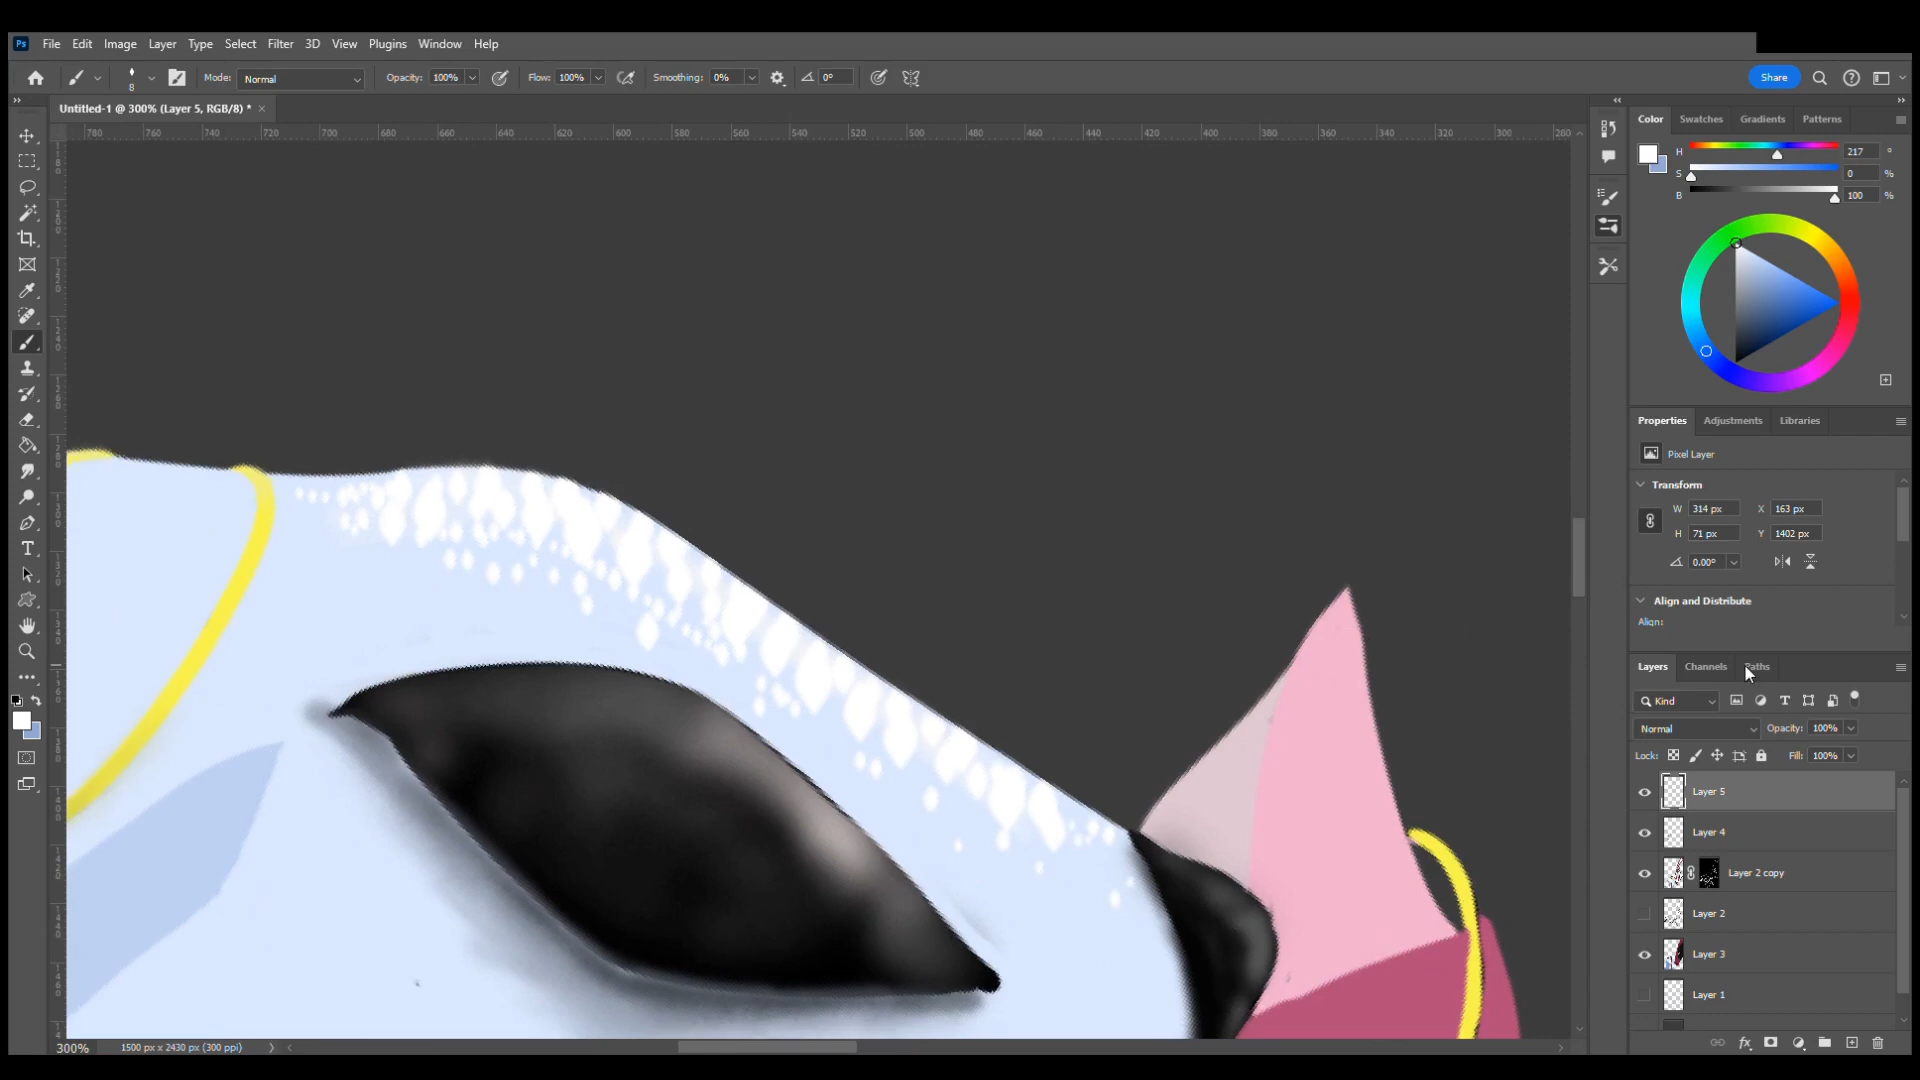 Ps File Edit Image Layer Type Select Filter 3D View Plugins Window Help
8 Mode: Normal Opacity: 100% Flow: 100% Smoothing: 0% 0° Share
Untitled-1 @ 300% (Layer 5, RGB/8) * ×
780 760 740 720 700 680 660 640 620 600 580 560 540 520 500 480 460 440 420 400 380 360 340 320 300 280
Color Swatches Gradients Patterns
H 217 °
S 0 %
B 100 %
Properties Adjustments Libraries
Pixel Layer
Transform
W 314 px X 163 px
H 71 px Y 1402 px
0.00°
Align and Distribute
Align:
Layers Channels Paths
Kind
Normal Opacity: 100%
Lock: Fill: 100%
Layer 5
Layer 4
Layer 2 copy
Layer 2
Layer 3
Layer 1
300% 1500 px x 2430 px (300 ppi)